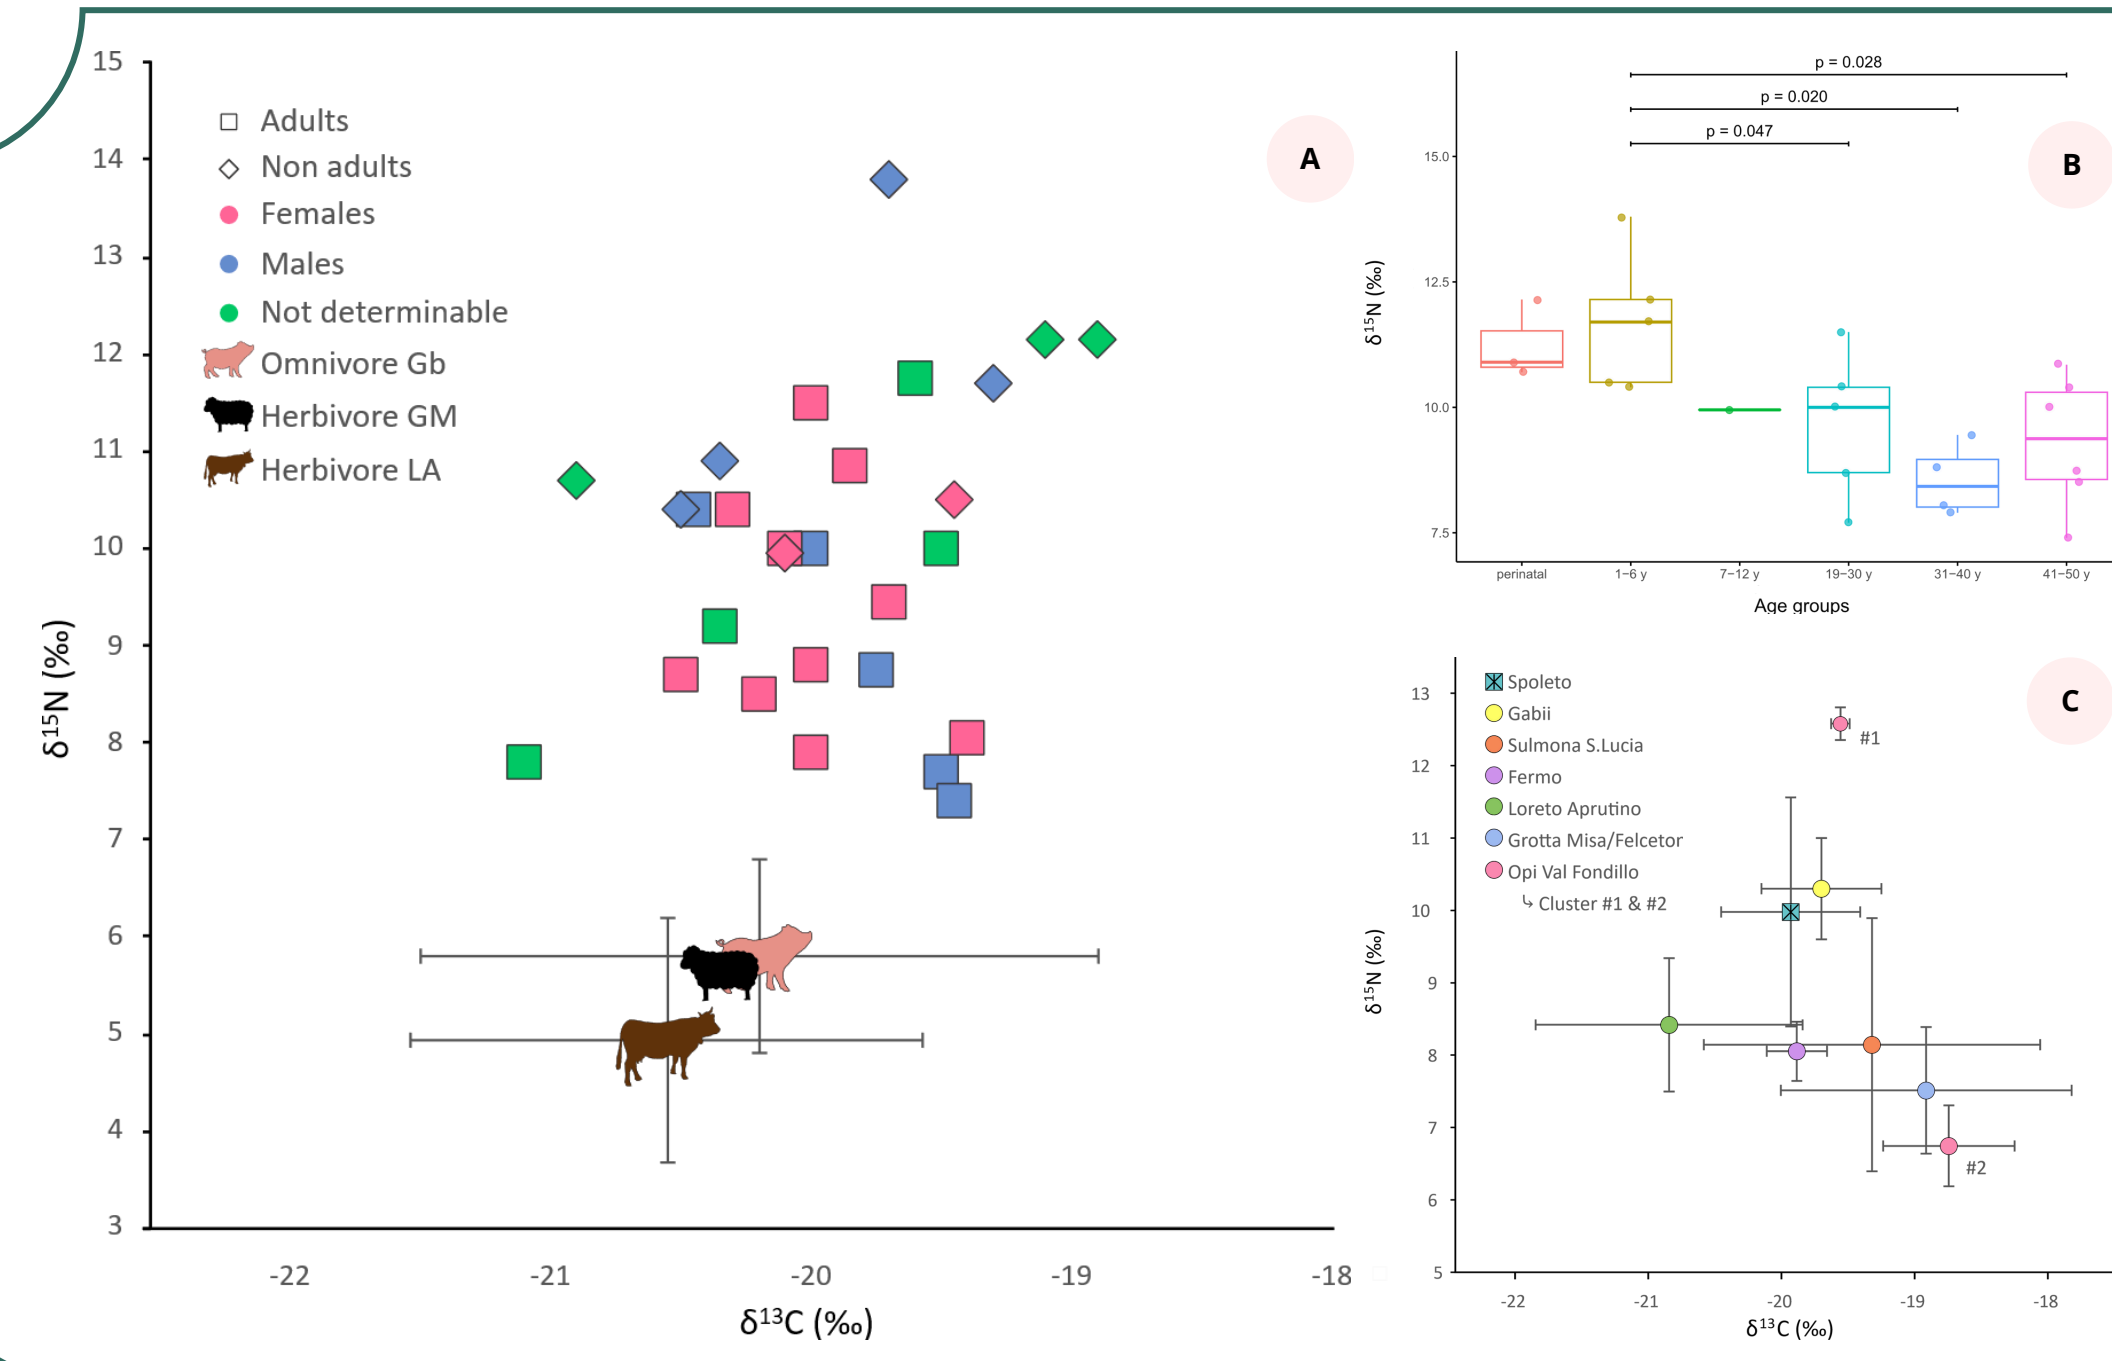 15
14
13
12
11
10
9
8
7
6
5
4
3
δ¹⁵N (‰)
Adults
Non adults
Females
Males
Not determinable
Omnivore Gb
Herbivore GM
Herbivore LA
A
-22 -21 -20 -19 -18
δ¹³C (‰)
p = 0.028
p = 0.020
p = 0.047
B
15.0
12.5
10.0
7.5
δ¹⁵N (‰)
perinatal 1−6 y 7−12 y 19−30 y 31−40 y 41−50 y
Age groups
C
Spoleto
Gabii
Sulmona S.Lucia
Fermo
Loreto Aprutino
Grotta Misa/Felcetor
Opi Val Fondillo
↳ Cluster #1 & #2
#1
#2
13
12
11
10
9
8
7
6
5
δ¹⁵N (‰)
-22 -21 -20 -19 -18
δ¹³C (‰)